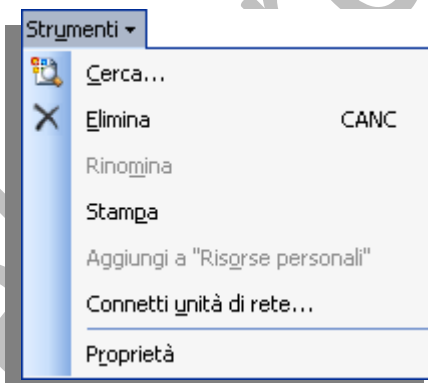 Strumenti
Cerca...
Elimina CANC
Rinomina
Stampa
Aggiungi a "Risorse personali"
Connetti unità di rete...
Proprietà